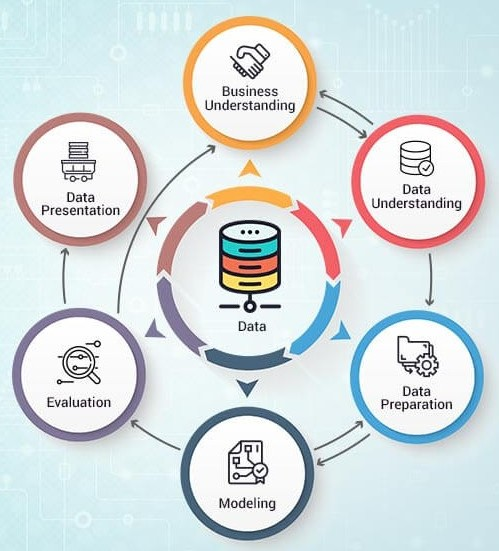 Business
Understanding
Data
Understanding
Data
Preparation
Modeling
Evaluation
Data
Presentation
Data